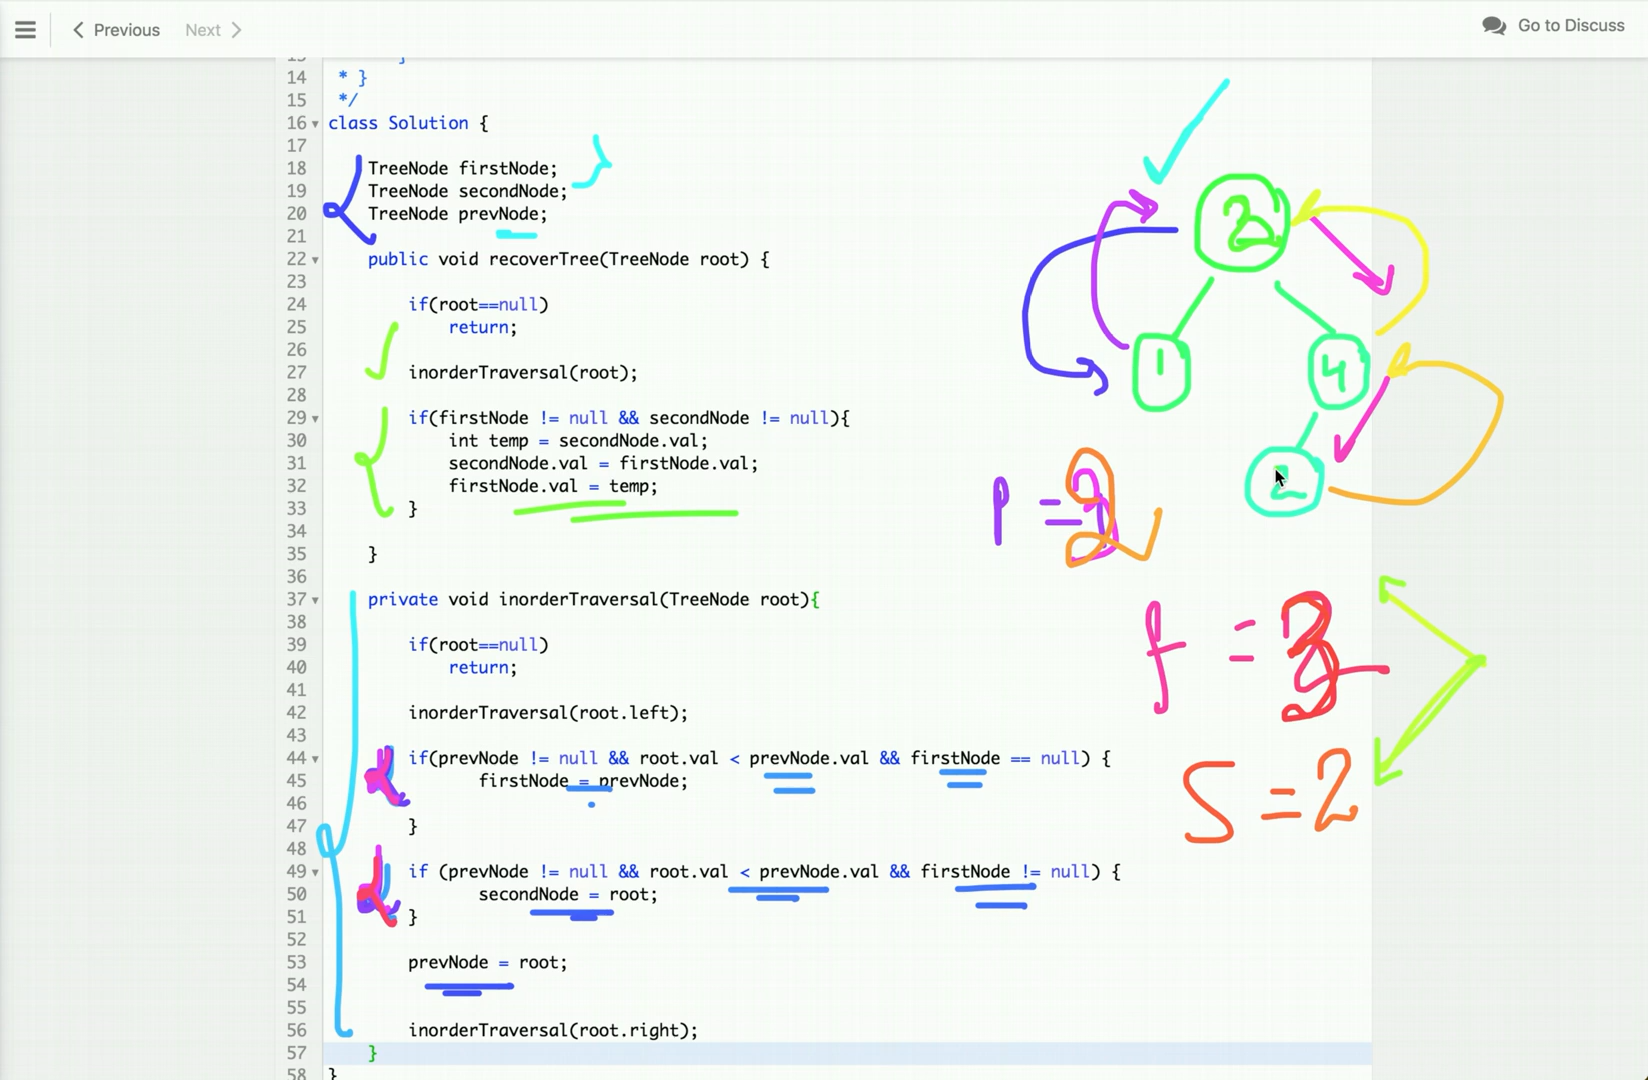 Previous
Next
Go to Discuss
14 * }
15 */
16 class Solution {
17
18 TreeNode firstNode;
19 TreeNode secondNode;
20 TreeNode prevNode;
21
22 public void recoverTree(TreeNode root) {
23
24 if(root==null)
25 return;
26
27 inorderTraversal(root);
28
29 if(firstNode != null && secondNode != null){
30 int temp = secondNode.val;
31 secondNode.val = firstNode.val;
32 firstNode.val = temp;
33 }
34
35 }
36
37 private void inorderTraversal(TreeNode root){
38
39 if(root==null)
40 return;
41
42 inorderTraversal(root.left);
43
44 if(prevNode != null && root.val < prevNode.val && firstNode == null) {
45 firstNode = prevNode;
46
47 }
48
49 if (prevNode != null && root.val < prevNode.val && firstNode != null) {
50 secondNode = root;
51 }
52
53 prevNode = root;
54
55
56 inorderTraversal(root.right);
57 }
58 }
3
1
4
2
P = 2
f = 3
S = 2